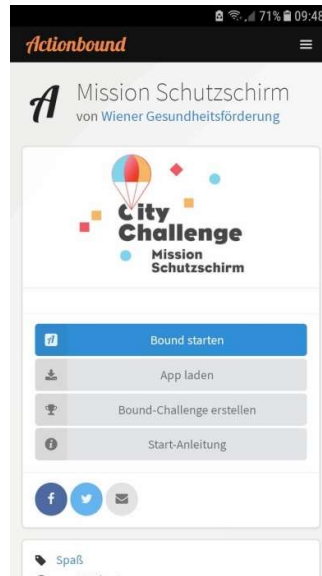 71% 09:48
Actionbound
Mission Schutzschirm
von Wiener Gesundheitsförderung
City
Challenge
Mission
Schutzschirm
Bound starten
App laden
Bound-Challenge erstellen
Start-Anleitung
Spaß